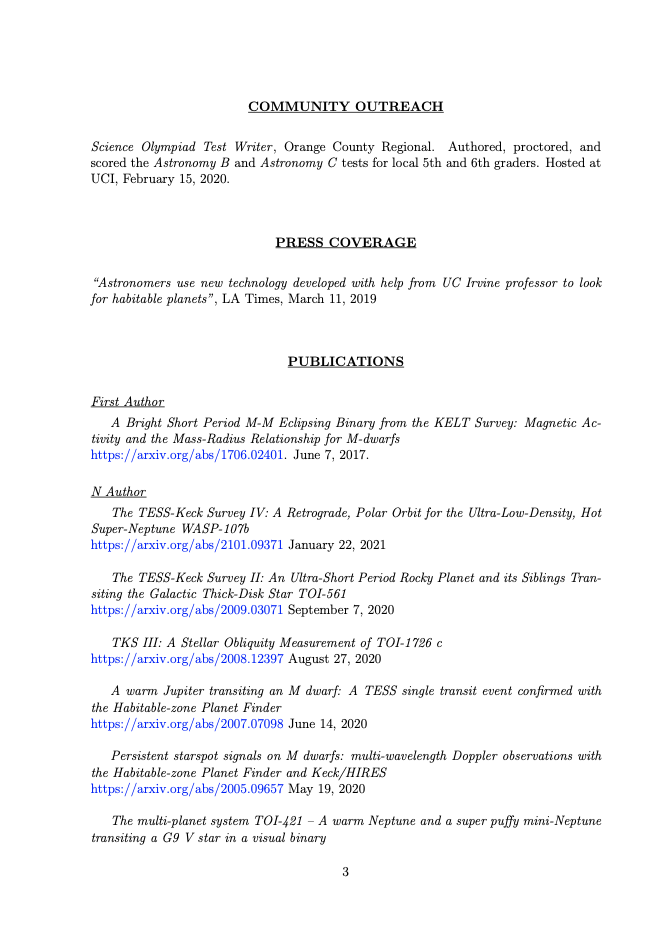 COMMUNITY OUTREACH
Science Olympiad Test Writer, Orange County Regional. Authored, proctored, and
scored the Astronomy B and Astronomy C tests for local 5th and 6th graders. Hosted at
UCI, February 15, 2020.
PRESS COVERAGE
“Astronomers use new technology developed with help from UC Irvine professor to look
for habitable planets”, LA Times, March 11, 2019
PUBLICATIONS
First Author
A Bright Short Period M-M Eclipsing Binary from the KELT Survey: Magnetic Ac-
tivity and the Mass-Radius Relationship for M-dwarfs
https://arxiv.org/abs/1706.02401. June 7, 2017.
N Author
The TESS-Keck Survey IV: A Retrograde, Polar Orbit for the Ultra-Low-Density, Hot
Super-Neptune WASP-107b
https://arxiv.org/abs/2101.09371 January 22, 2021
The TESS-Keck Survey II: An Ultra-Short Period Rocky Planet and its Siblings Tran-
siting the Galactic Thick-Disk Star TOI-561
https://arxiv.org/abs/2009.03071 September 7, 2020
TKS III: A Stellar Obliquity Measurement of TOI-1726 c
https://arxiv.org/abs/2008.12397 August 27, 2020
A warm Jupiter transiting an M dwarf: A TESS single transit event confirmed with
the Habitable-zone Planet Finder
https://arxiv.org/abs/2007.07098 June 14, 2020
Persistent starspot signals on M dwarfs: multi-wavelength Doppler observations with
the Habitable-zone Planet Finder and Keck/HIRES
https://arxiv.org/abs/2005.09657 May 19, 2020
The multi-planet system TOI-421 – A warm Neptune and a super puffy mini-Neptune
transiting a G9 V star in a visual binary
3